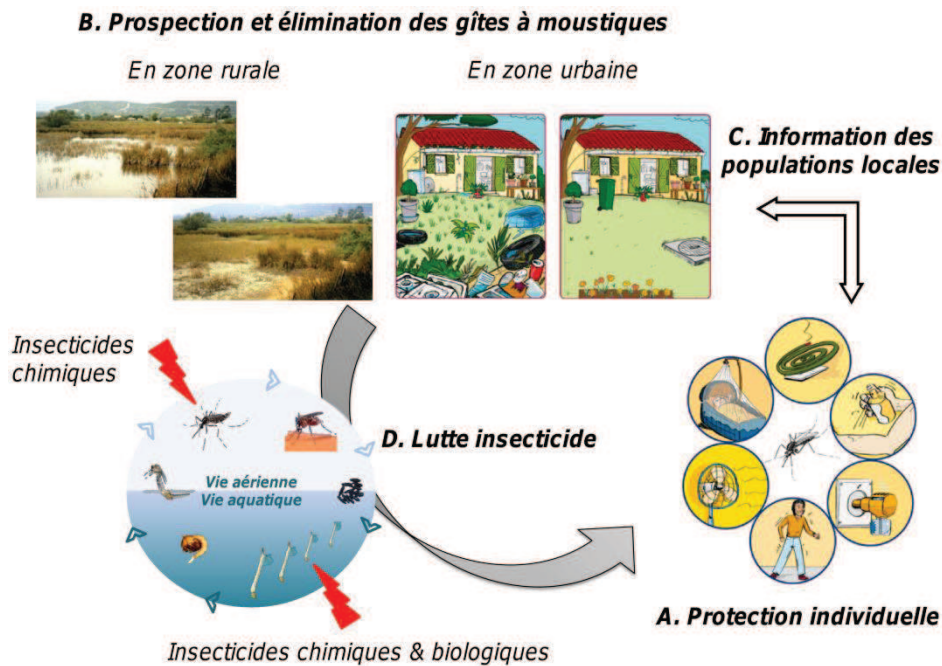 B. Prospection et élimination des gîtes à moustiques
En zone rurale
En zone urbaine
C. Information des
populations locales
Insecticides
chimiques
D. Lutte insecticide
Vie aérienne
Vie aquatique
A. Protection individuelle
Insecticides chimiques & biologiques